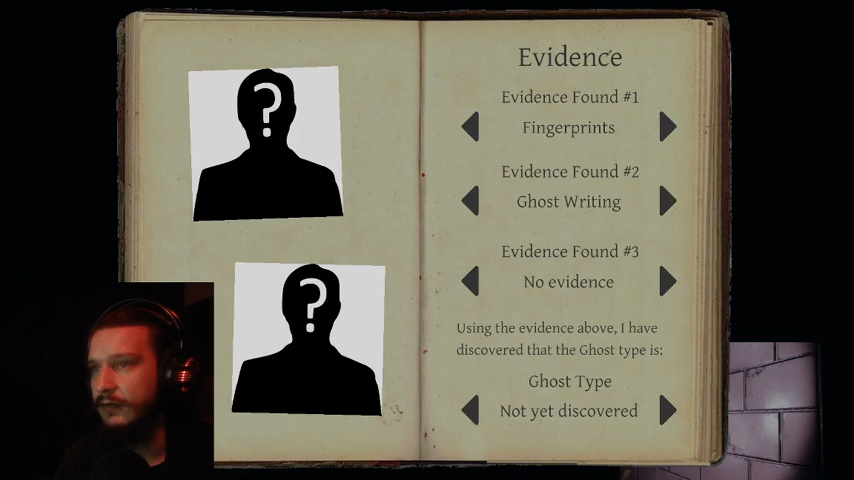 ?
?
Evidence
Evidence Found #1
Fingerprints
Evidence Found #2
Ghost Writing
Evidence Found #3
No evidence
Using the evidence above, I have
discovered that the Ghost type is:
Ghost Type
Not yet discovered